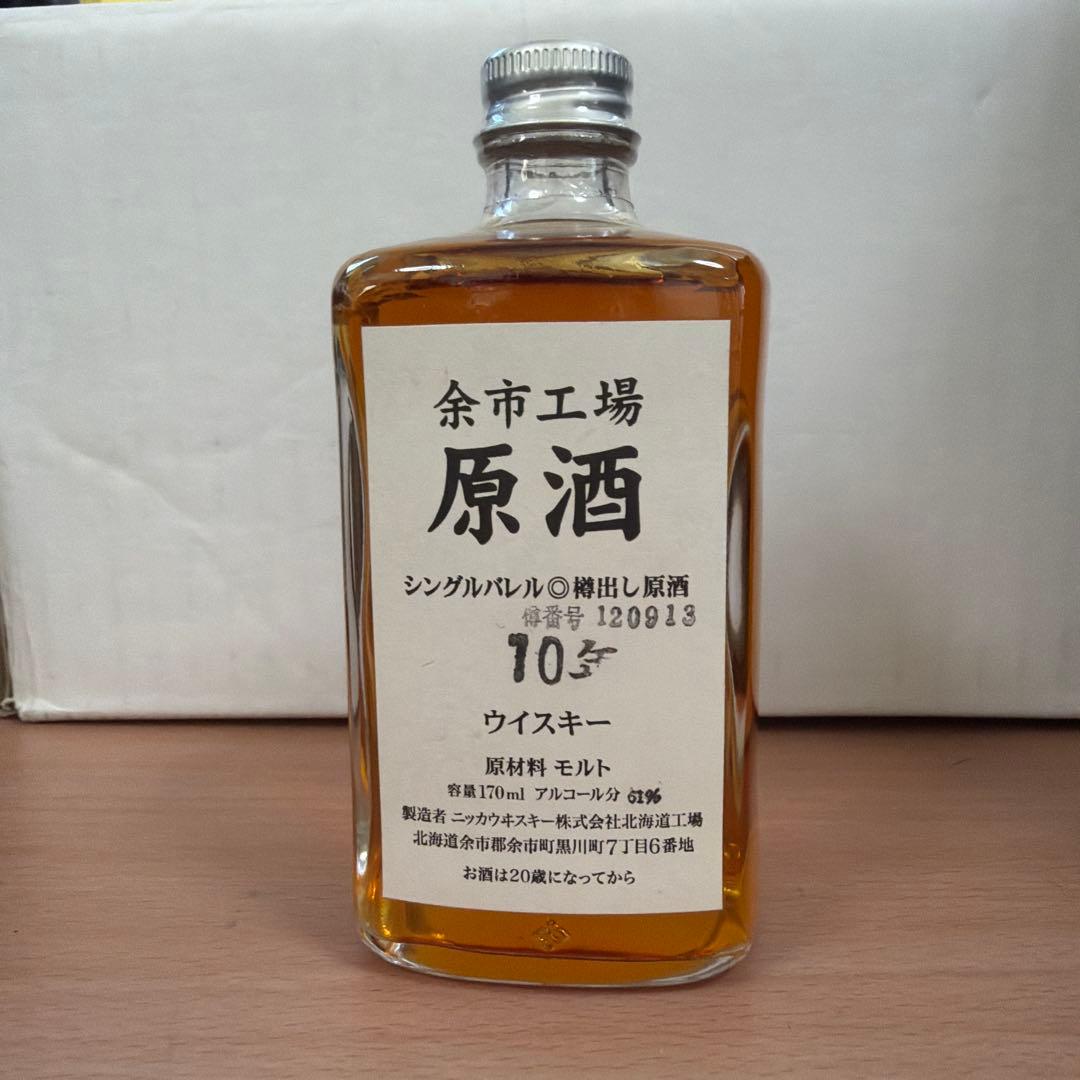 余市工場
原酒
シングルバレル◎樽出し原酒
樽番号 120913
10年
ウイスキー
原材料 モルト
容量170ml アルコール分 61%
製造者 ニッカウヰスキー株式会社北海道工場
北海道余市郡余市町黒川町7丁目6番地
お酒は20歳になってから